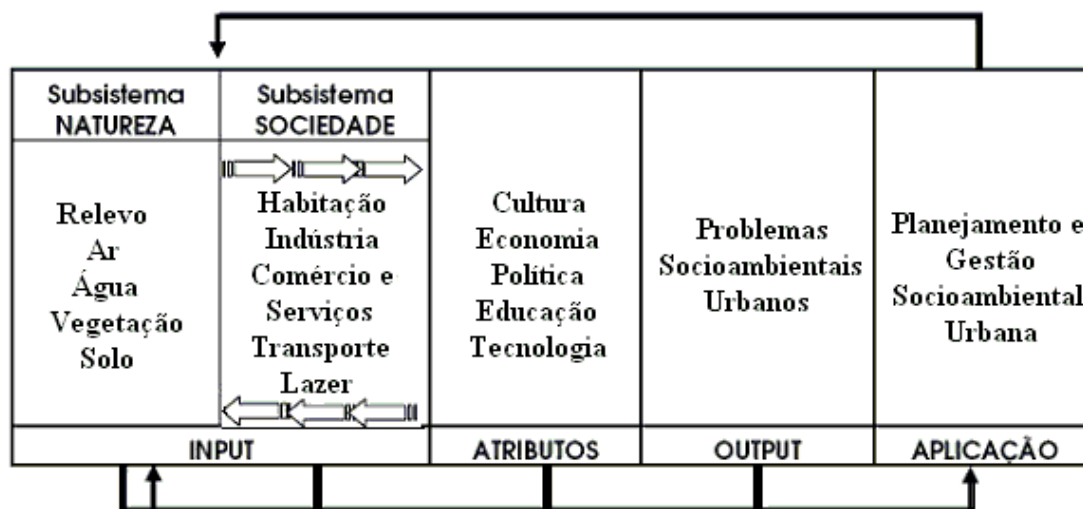 Subsistema
NATUREZA
Subsistema
SOCIEDADE
Relevo
Ar
Água
Vegetação
Solo
Habitação
Indústria
Comércio e
Serviços
Transporte
Lazer
Cultura
Economia
Política
Educação
Tecnologia
Problemas
Socioambientais
Urbanos
Planejamento e
Gestão
Socioambiental
Urbana
INPUT
ATRIBUTOS
OUTPUT
APLICAÇÃO